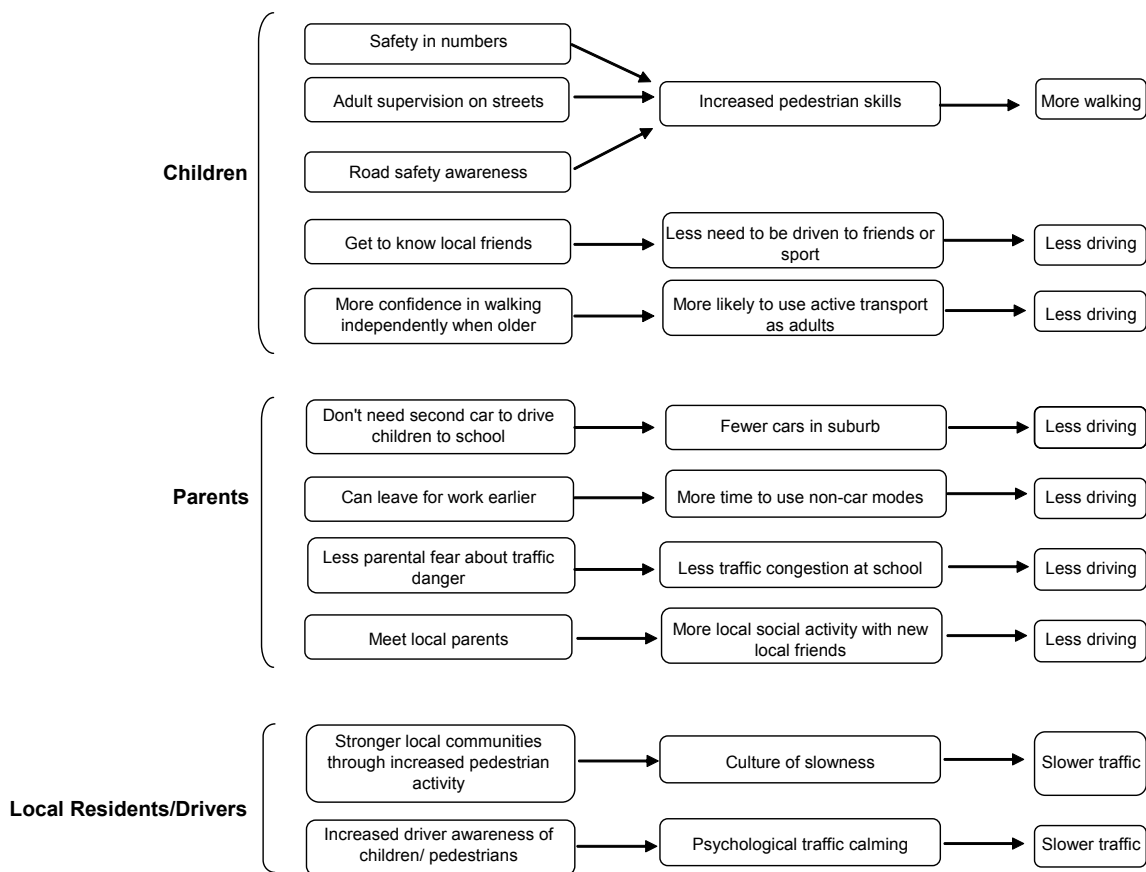 Children
Safety in numbers
Adult supervision on streets
Road safety awareness
Increased pedestrian skills
More walking
Get to know local friends
Less need to be driven to friends or
sport
Less driving
More confidence in walking
independently when older
More likely to use active transport
as adults
Less driving
Parents
Don't need second car to drive
children to school
Fewer cars in suburb
Less driving
Can leave for work earlier
More time to use non-car modes
Less driving
Less parental fear about traffic
danger
Less traffic congestion at school
Less driving
Meet local parents
More local social activity with new
local friends
Less driving
Local Residents/Drivers
Stronger local communities
through increased pedestrian
activity
Culture of slowness
Slower traffic
Increased driver awareness of
children/ pedestrians
Psychological traffic calming
Slower traffic